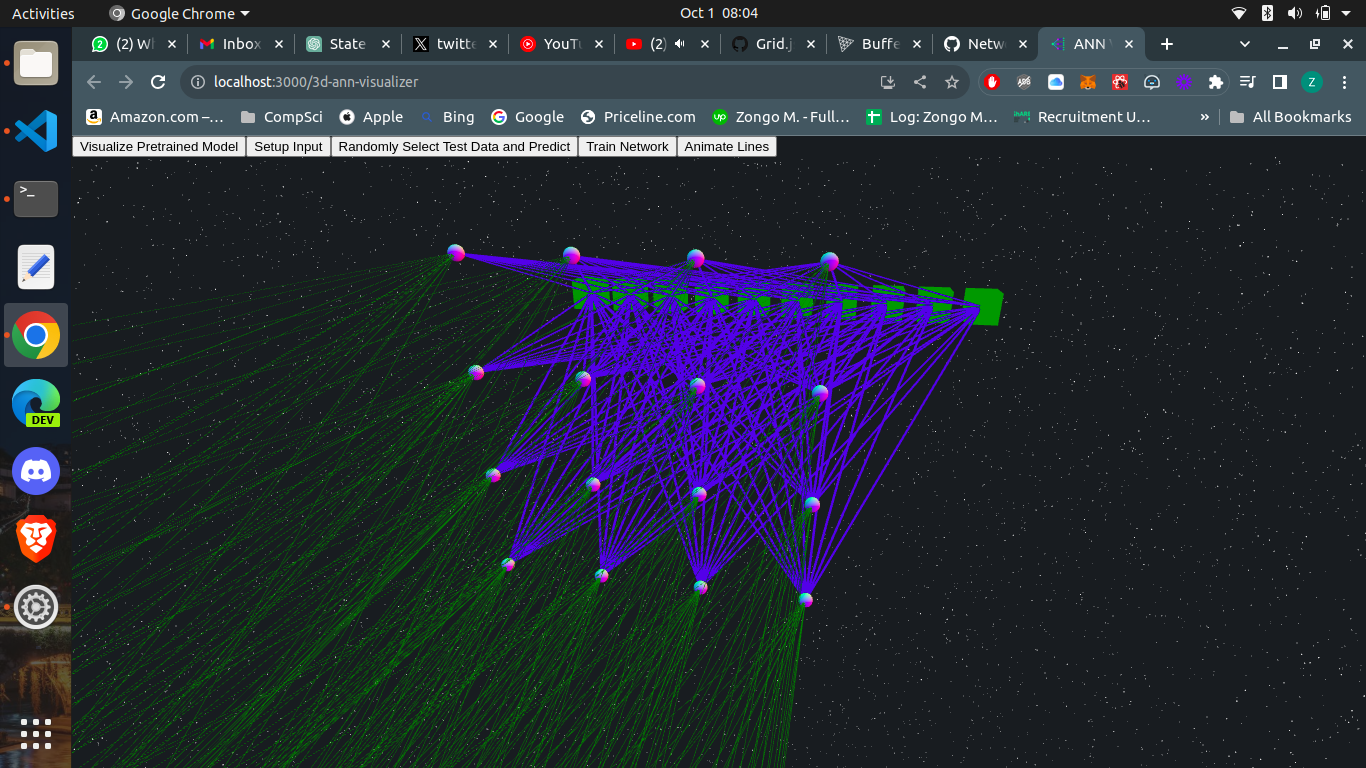 Activities Google Chrome Oct 1 08:04
(2) Wh Inbox State twitte YouTu (2) Grid.j Buffe Netw ANN V
localhost:3000/3d-ann-visualizer Z
Amazon.com –... CompSci Apple Bing Google Priceline.com Zongo M. - Full... Log: Zongo M... Recruitment U... » All Bookmarks
Visualize Pretrained Model Setup Input Randomly Select Test Data and Predict Train Network Animate Lines
>_
DEV